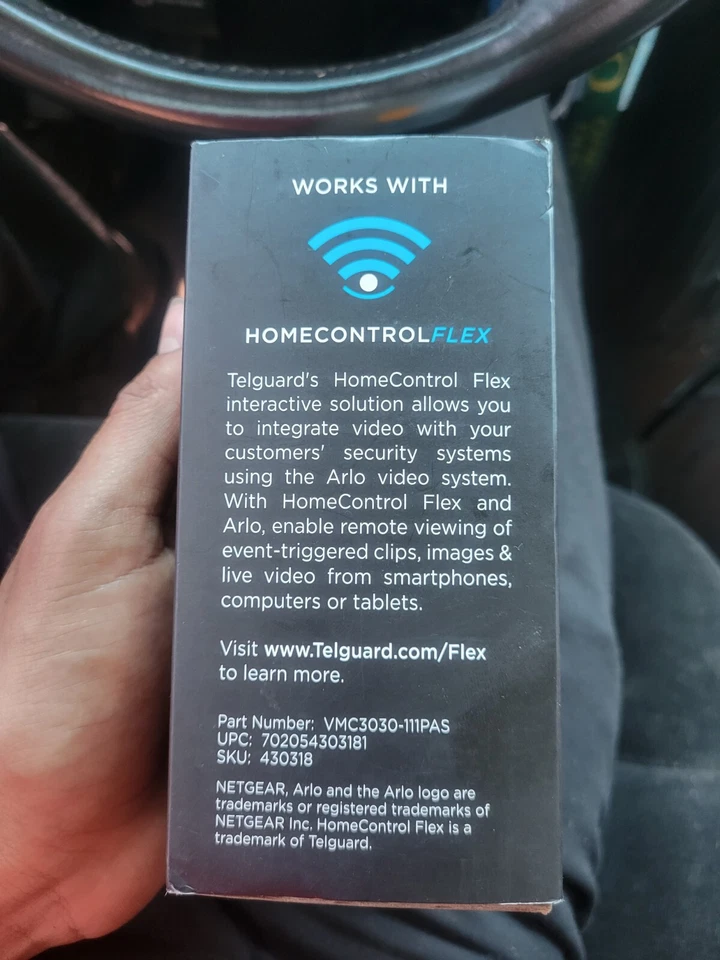 WORKS WITH
HOMECONTROLFLEX
Telguard's HomeControl Flex
interactive solution allows you
to integrate video with your
customers' security systems
using the Arlo video system.
With HomeControl Flex and
Arlo, enable remote viewing of
event-triggered clips, images &
live video from smartphones,
computers or tablets.
Visit www.Telguard.com/Flex
to learn more.
Part Number: VMC3030-111PAS
UPC: 702054303181
SKU: 430318
NETGEAR, Arlo and the Arlo logo are
trademarks or registered trademarks of
NETGEAR Inc. HomeControl Flex is a
trademark of Telguard.